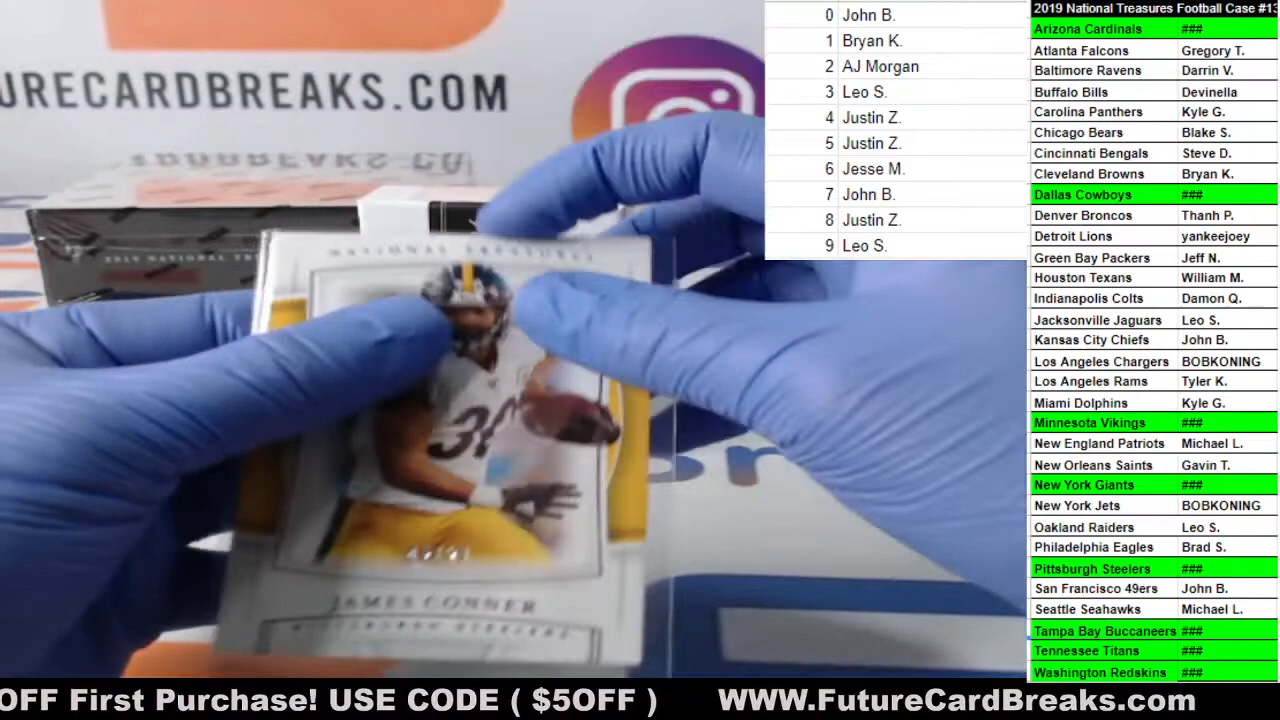 URECARDBREAKS.COM
NATIONAL TREASURES
JAMES CONNER
PITTSBURGH STEELERS
0 John B.
1 Bryan K.
2 AJ Morgan
3 Leo S.
4 Justin Z.
5 Justin Z.
6 Jesse M.
7 John B.
8 Justin Z.
9 Leo S.
2019 National Treasures Football Case #13
Arizona Cardinals ###
Atlanta Falcons Gregory T.
Baltimore Ravens Darrin V.
Buffalo Bills Devinella
Carolina Panthers Kyle G.
Chicago Bears Blake S.
Cincinnati Bengals Steve D.
Cleveland Browns Bryan K.
Dallas Cowboys ###
Denver Broncos Thanh P.
Detroit Lions yankeejoey
Green Bay Packers Jeff N.
Houston Texans William M.
Indianapolis Colts Damon Q.
Jacksonville Jaguars Leo S.
Kansas City Chiefs John B.
Los Angeles Chargers BOBKONING
Los Angeles Rams Tyler K.
Miami Dolphins Kyle G.
Minnesota Vikings ###
New England Patriots Michael L.
New Orleans Saints Gavin T.
New York Giants ###
New York Jets BOBKONING
Oakland Raiders Leo S.
Philadelphia Eagles Brad S.
Pittsburgh Steelers ###
San Francisco 49ers John B.
Seattle Seahawks Michael L.
Tampa Bay Buccaneers ###
Tennessee Titans ###
Washington Redskins ###
OFF First Purchase! USE CODE ( $5OFF ) WWW.FutureCardBreaks.com